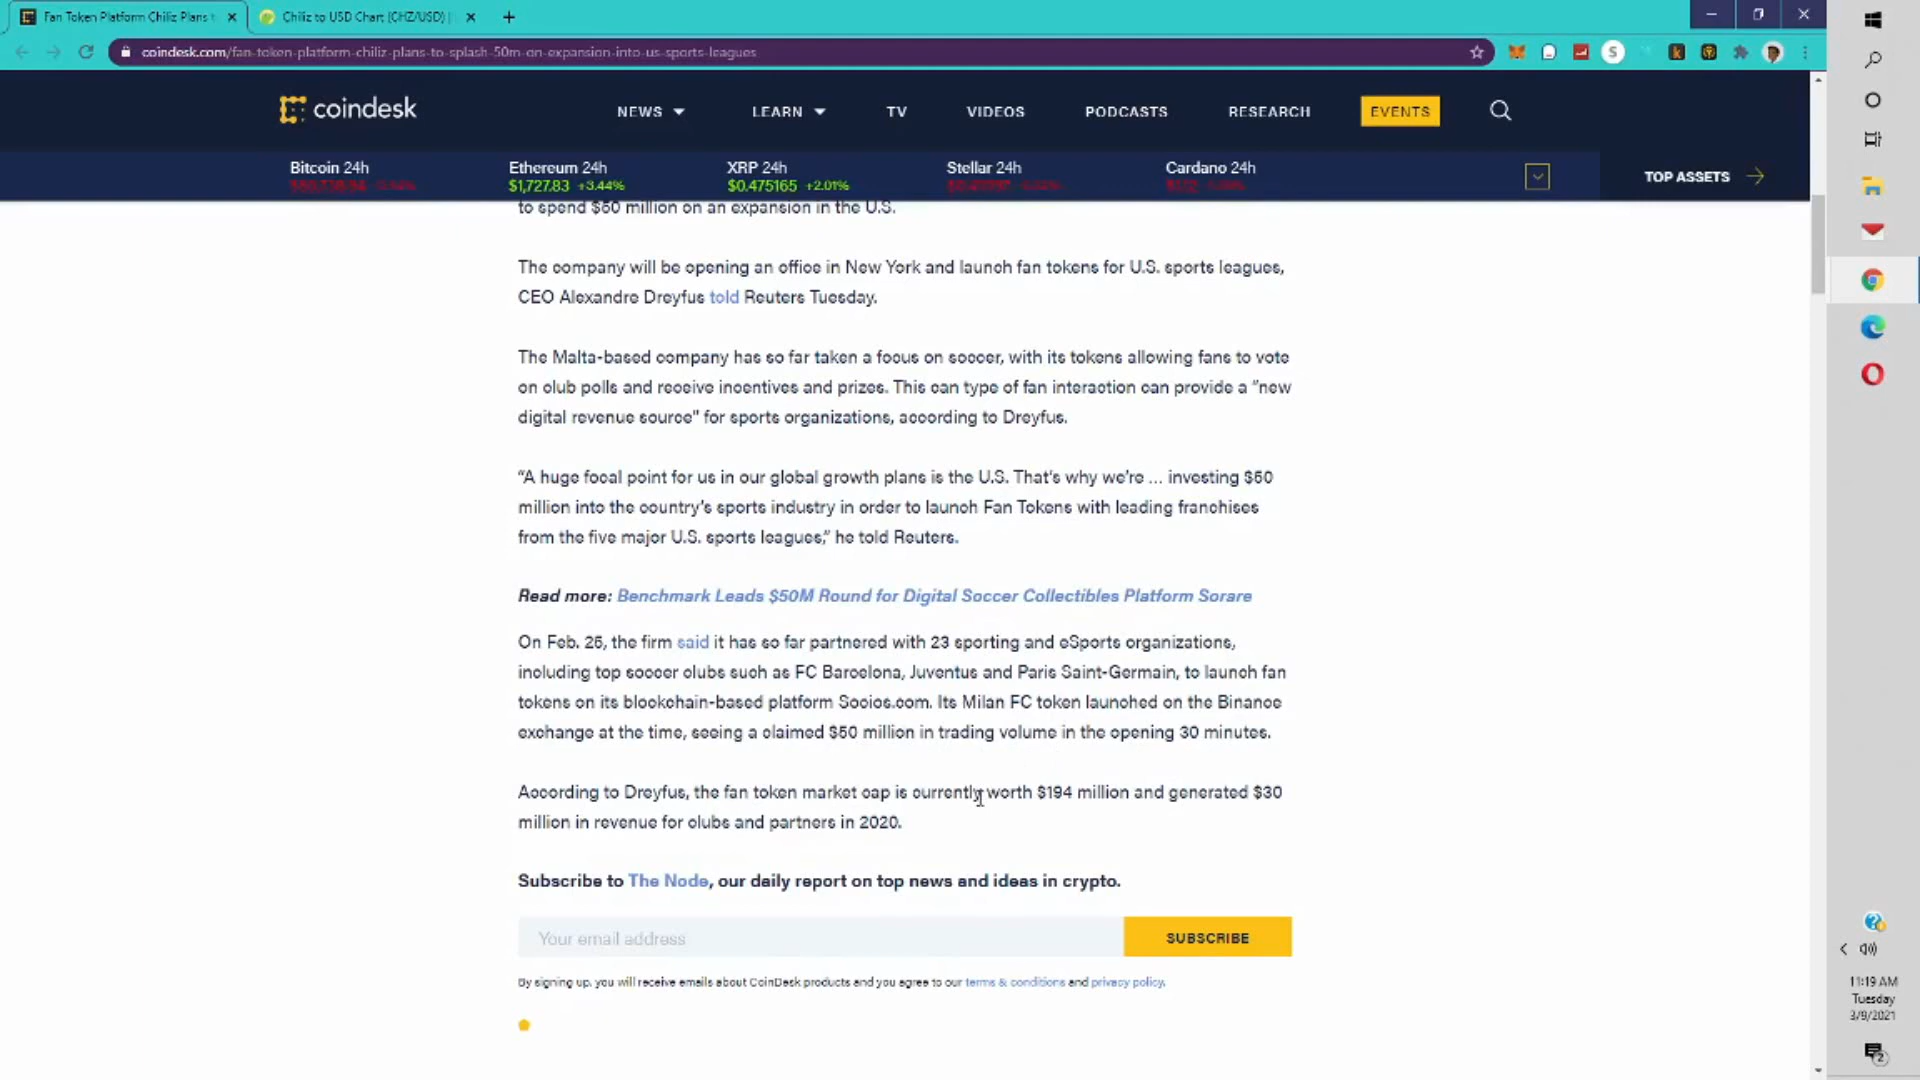 Fan Token Platform Chiliz Plans t
Chiliz to USD Chart (CHZ/USD) |
coindesk.com/fan-token-platform-chiliz-plans-to-splash-50m-on-expansion-into-us-sports-leagues
coindesk
NEWS
LEARN
TV
VIDEOS
PODCASTS
RESEARCH
EVENTS
Bitcoin 24h
Ethereum 24h
XRP 24h
Stellar 24h
Cardano 24h
$1,727.83 +3.44%
$0.475165 +2.01%
TOP ASSETS
to spend $50 million on an expansion in the U.S.
The company will be opening an office in New York and launch fan tokens for U.S. sports leagues,
CEO Alexandre Dreyfus told Reuters Tuesday.
The Malta-based company has so far taken a focus on soccer, with its tokens allowing fans to vote
on club polls and receive incentives and prizes. This can type of fan interaction can provide a “new
digital revenue source” for sports organizations, according to Dreyfus.
“A huge focal point for us in our global growth plans is the U.S. That’s why we’re … investing $50
million into the country’s sports industry in order to launch Fan Tokens with leading franchises
from the five major U.S. sports leagues,” he told Reuters.
Read more: Benchmark Leads $50M Round for Digital Soccer Collectibles Platform Sorare
On Feb. 25, the firm said it has so far partnered with 23 sporting and eSports organizations,
including top soccer clubs such as FC Barcelona, Juventus and Paris Saint-Germain, to launch fan
tokens on its blockchain-based platform Socios.com. Its Milan FC token launched on the Binance
exchange at the time, seeing a claimed $50 million in trading volume in the opening 30 minutes.
According to Dreyfus, the fan token market cap is currently worth $194 million and generated $30
million in revenue for clubs and partners in 2020.
Subscribe to The Node, our daily report on top news and ideas in crypto.
Your email address
SUBSCRIBE
By signing up, you will receive emails about CoinDesk products and you agree to our terms & conditions and privacy policy.
11:19 AM
Tuesday
3/9/2021